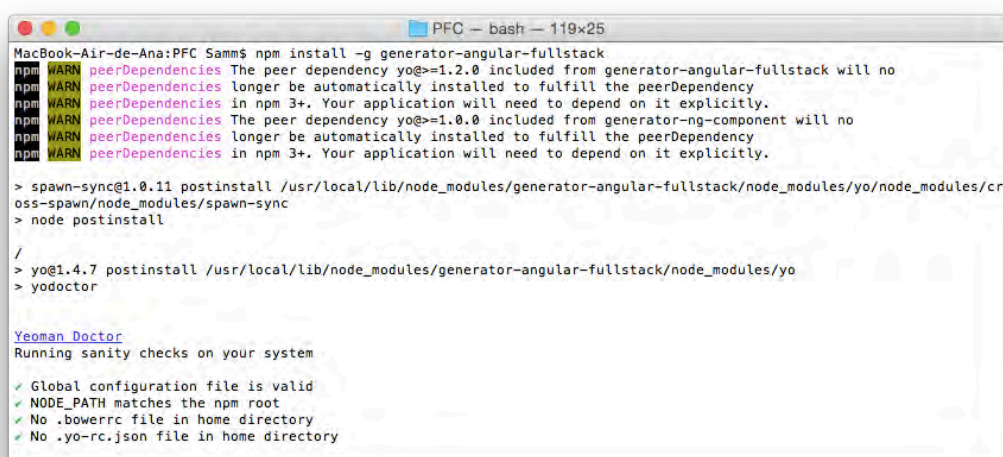 PFC — bash — 119×25
MacBook-Air-de-Ana:PFC Samm$ npm install -g generator-angular-fullstack
npm WARN peerDependencies The peer dependency yo@>=1.2.0 included from generator-angular-fullstack will no
npm WARN peerDependencies longer be automatically installed to fulfill the peerDependency
npm WARN peerDependencies in npm 3+. Your application will need to depend on it explicitly.
npm WARN peerDependencies The peer dependency yo@>=1.0.0 included from generator-ng-component will no
npm WARN peerDependencies longer be automatically installed to fulfill the peerDependency
npm WARN peerDependencies in npm 3+. Your application will need to depend on it explicitly.
> spawn-sync@1.0.11 postinstall /usr/local/lib/node_modules/generator-angular-fullstack/node_modules/yo/node_modules/cr
oss-spawn/node_modules/spawn-sync
> node postinstall
/
> yo@1.4.7 postinstall /usr/local/lib/node_modules/generator-angular-fullstack/node_modules/yo
> yodoctor
Yeoman Doctor
Running sanity checks on your system
✔ Global configuration file is valid
✔ NODE_PATH matches the npm root
✔ No .bowerrc file in home directory
✔ No .yo-rc.json file in home directory